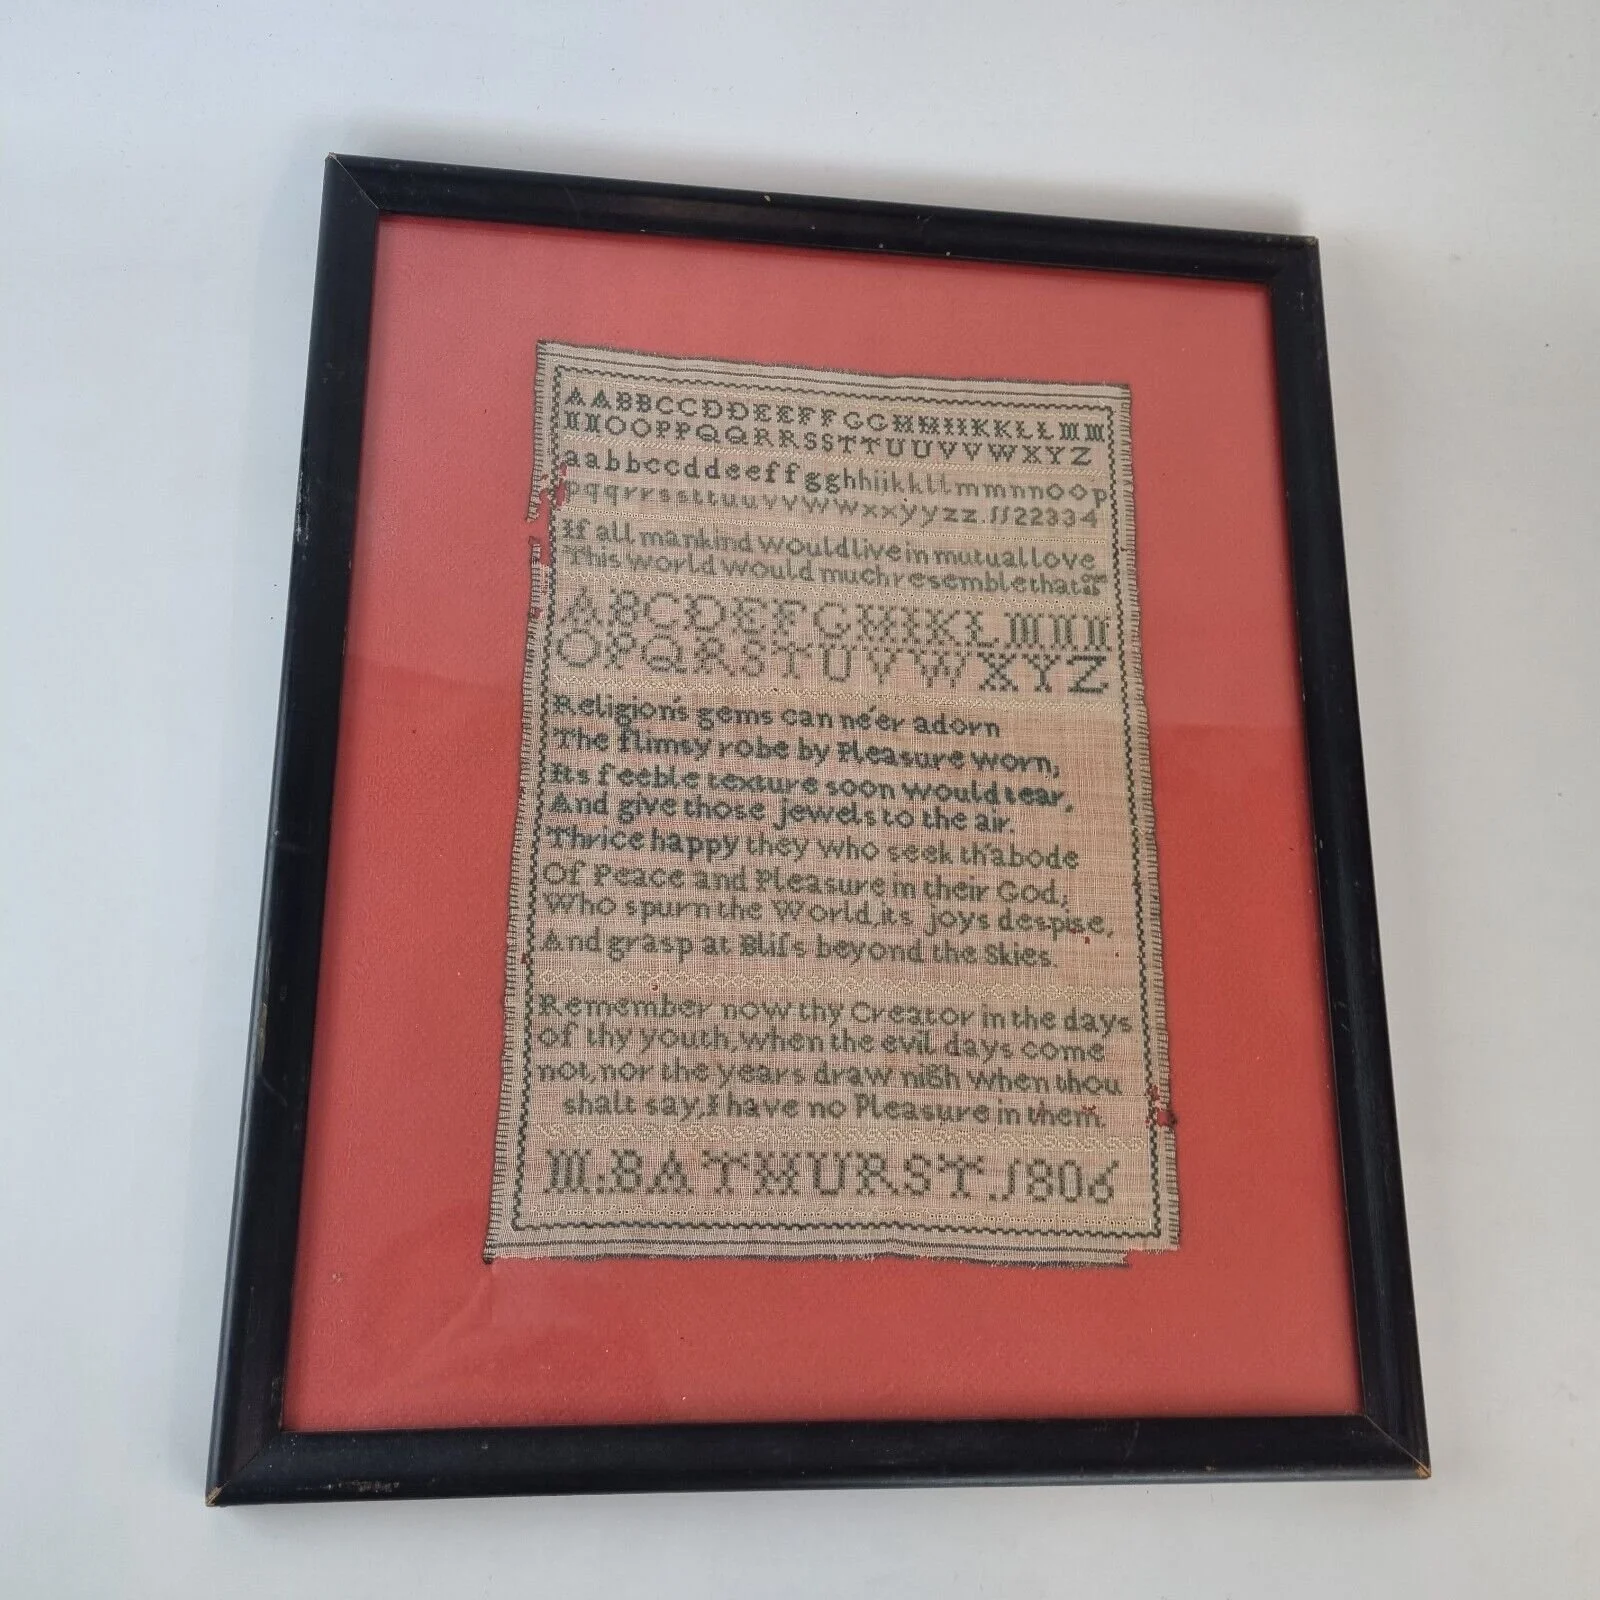 AABBCCDDEEFFGGHHIIKKLLMM
NNOOPPQQRRSSTTUUVVWXYZ
aabbccddeeffgghhiikkllmmnnoop
pqqrrssttuuvvwwxxyyzz.1122334
If all mankind would live in mutual love
This world would much resemble that
ABCDEFGHIKLMN
OPQRSTUVWXYZ
Religion's gems can ne'er adorn
The flimsy robe by Pleasure worn;
Its feeble texture soon would tear,
And give those jewels to the air.
Thrice happy they who seek th'abode
Of Peace and Pleasure in their God;
Who spurn the World, its joys despise,
And grasp at Bliſs beyond the Skies.
Remember now thy Creator in the days
of thy youth, when the evil days come
not, nor the years draw nigh when thou
shalt say, I have no Pleasure in them.
M.BATHURST.1806